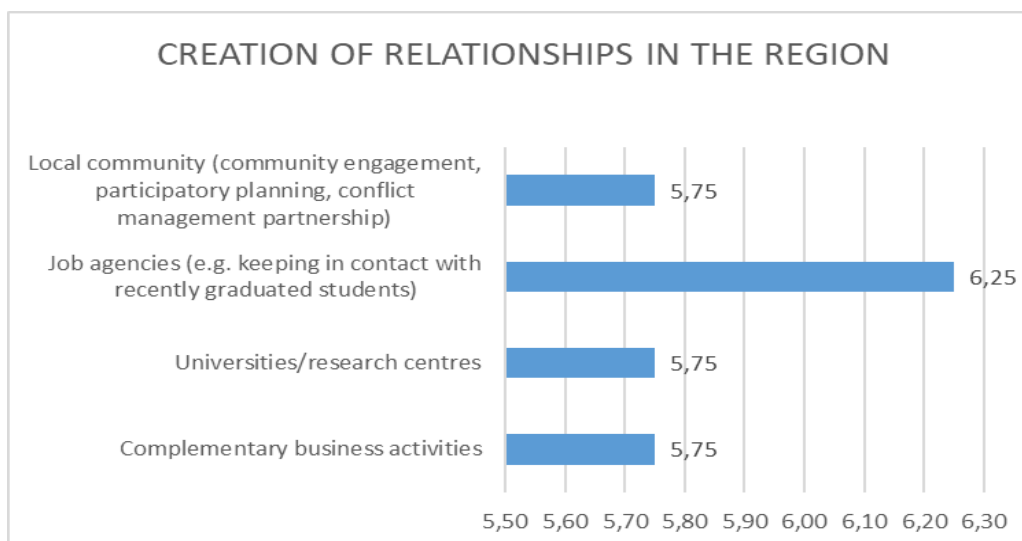 CREATION OF RELATIONSHIPS IN THE REGION
Local community (community engagement,
participatory planning, conflict
management partnership)
5,75
Job agencies (e.g. keeping in contact with
recently graduated students)
6,25
Universities/research centres
5,75
Complementary business activities
5,75
5,50 5,60 5,70 5,80 5,90 6,00 6,10 6,20 6,30